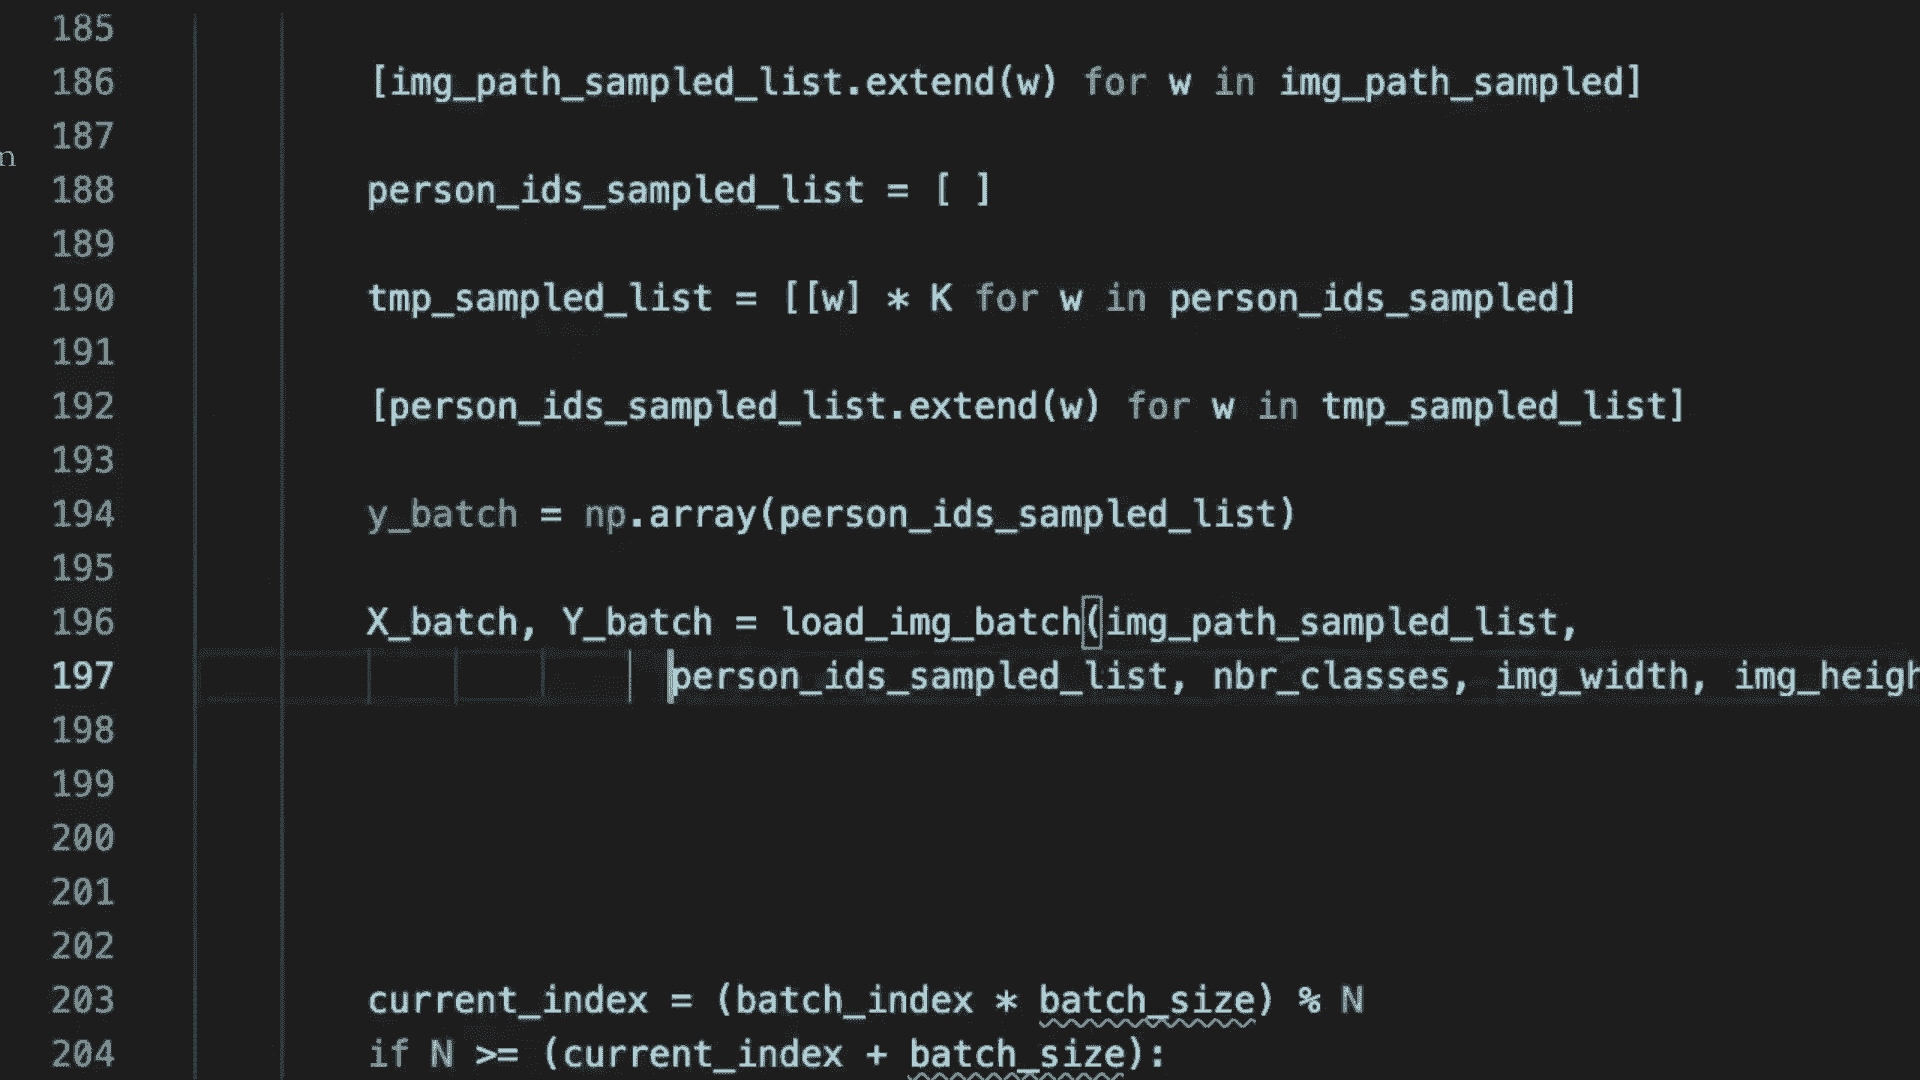 185
186 [img_path_sampled_list.extend(w) for w in img_path_sampled]
187
n
188 person_ids_sampled_list = [ ]
189
190 tmp_sampled_list = [[w] * K for w in person_ids_sampled]
191
192 [person_ids_sampled_list.extend(w) for w in tmp_sampled_list]
193
194 y_batch = np.array(person_ids_sampled_list)
195
196 X_batch, Y_batch = load_img_batch(img_path_sampled_list,
197 person_ids_sampled_list, nbr_classes, img_width, img_heigh
198
199
200
201
202
203 current_index = (batch_index * batch_size) % N
204 if N >= (current_index + batch_size):